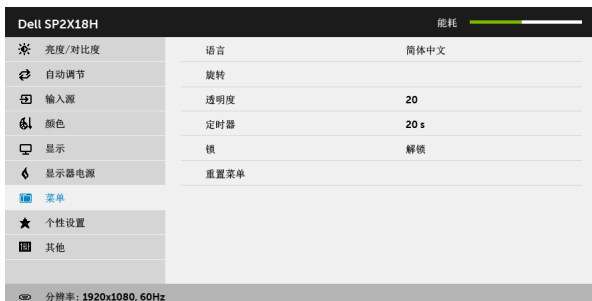 Dell SP2X18H 能耗
亮度/对比度 语言 简体中文
自动调节 旋转
输入源 透明度 20
颜色 定时器 20 s
显示 锁 解锁
显示器电源 重置菜单
菜单
个性设置
其他
分辨率: 1920x1080, 60Hz